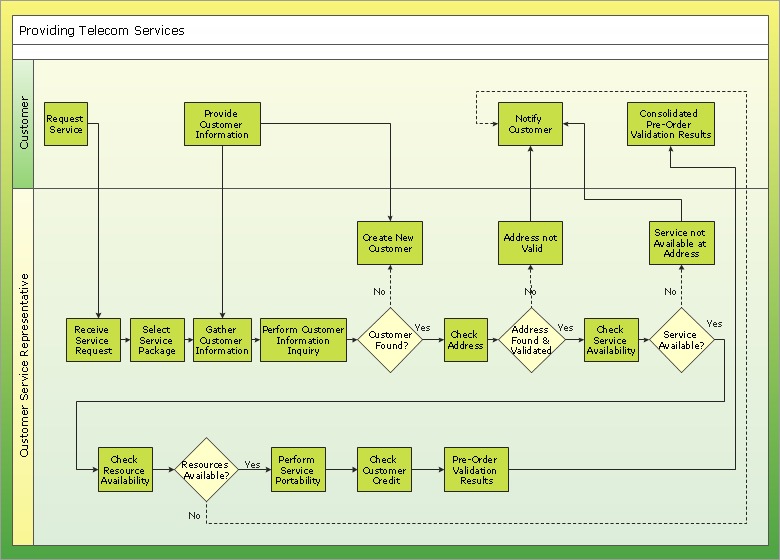 Providing Telecom Services
Customer
Request
Service
Provide
Customer
Information
Notify
Customer
Consolidated
Pre-Order
Validation Results
Customer Service Representative
Create New
Customer
Address not
Valid
Service not
Available at
Address
No
No
No
Receive
Service
Request
Select
Service
Package
Gather
Customer
Information
Perform Customer
Information
Inquiry
Customer
Found?
Yes
Check
Address
Address
Found &
Validated
Yes
Check
Service
Availability
Service
Available?
Yes
Check
Resource
Availability
Resources
Available?
Yes
Perform
Service
Portability
Check
Customer
Credit
Pre-Order
Validation
Results
No